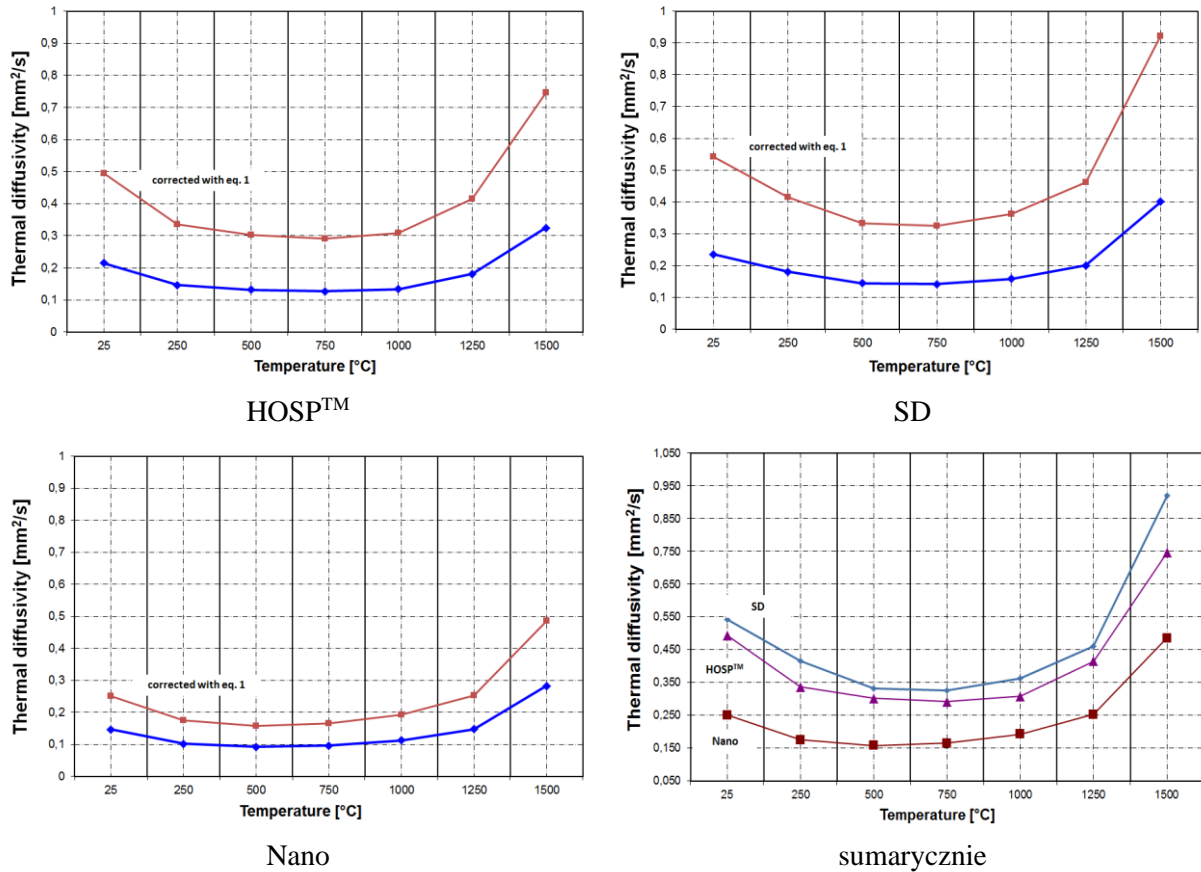 Thermal diffusivity [mm²/s]
1
0,9
0,8
0,7
0,6
0,5
0,4
0,3
0,2
0,1
0
corrected with eq. 1
25 250 500 750 1000 1250 1500
Temperature [°C]
HOSP™
Thermal diffusivity [mm²/s]
1
0,9
0,8
0,7
0,6
0,5
0,4
0,3
0,2
0,1
0
corrected with eq. 1
25 250 500 750 1000 1250 1500
Temperature [°C]
SD
Thermal diffusivity [mm²/s]
1
0,9
0,8
0,7
0,6
0,5
0,4
0,3
0,2
0,1
0
corrected with eq. 1
25 250 500 750 1000 1250 1500
Temperature [°C]
Nano
Thermal diffusivity [mm²/s]
1,050
0,950
0,850
0,750
0,650
0,550
0,450
0,350
0,250
0,150
0,050
SD
HOSP™
Nano
25 250 500 750 1000 1250 1500
Temperature [°C]
sumarycznie